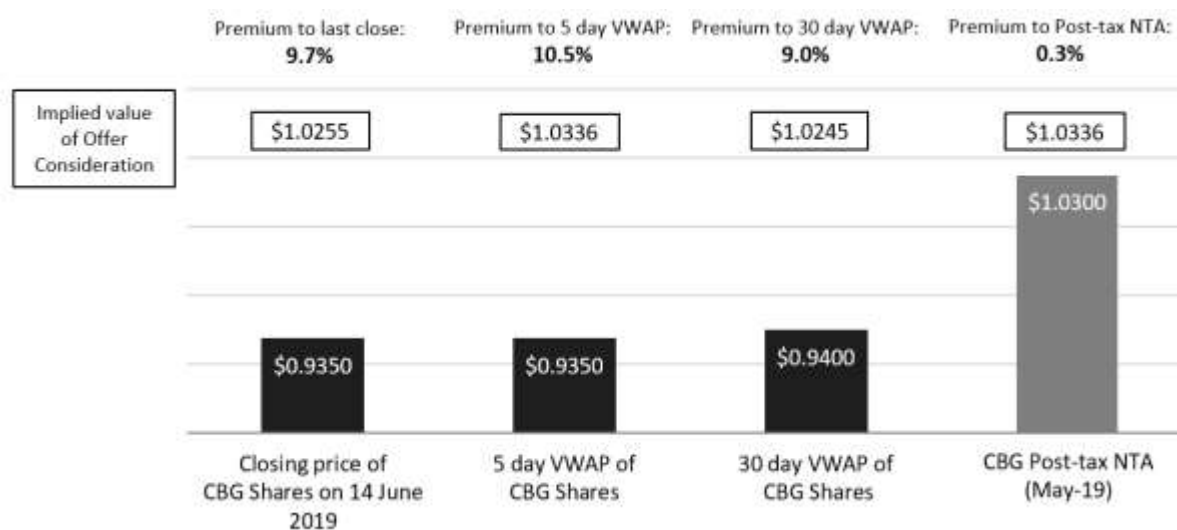 Premium to last close:
9.7%
Premium to 5 day VWAP:
10.5%
Premium to 30 day VWAP:
9.0%
Premium to Post-tax NTA:
0.3%
Implied value
of Offer
Consideration
$1.0255
$1.0336
$1.0245
$1.0336
$0.9350
$0.9350
$0.9400
$1.0300
Closing price of
CBG Shares on 14 June
2019
5 day VWAP of
CBG Shares
30 day VWAP of
CBG Shares
CBG Post-tax NTA
(May-19)